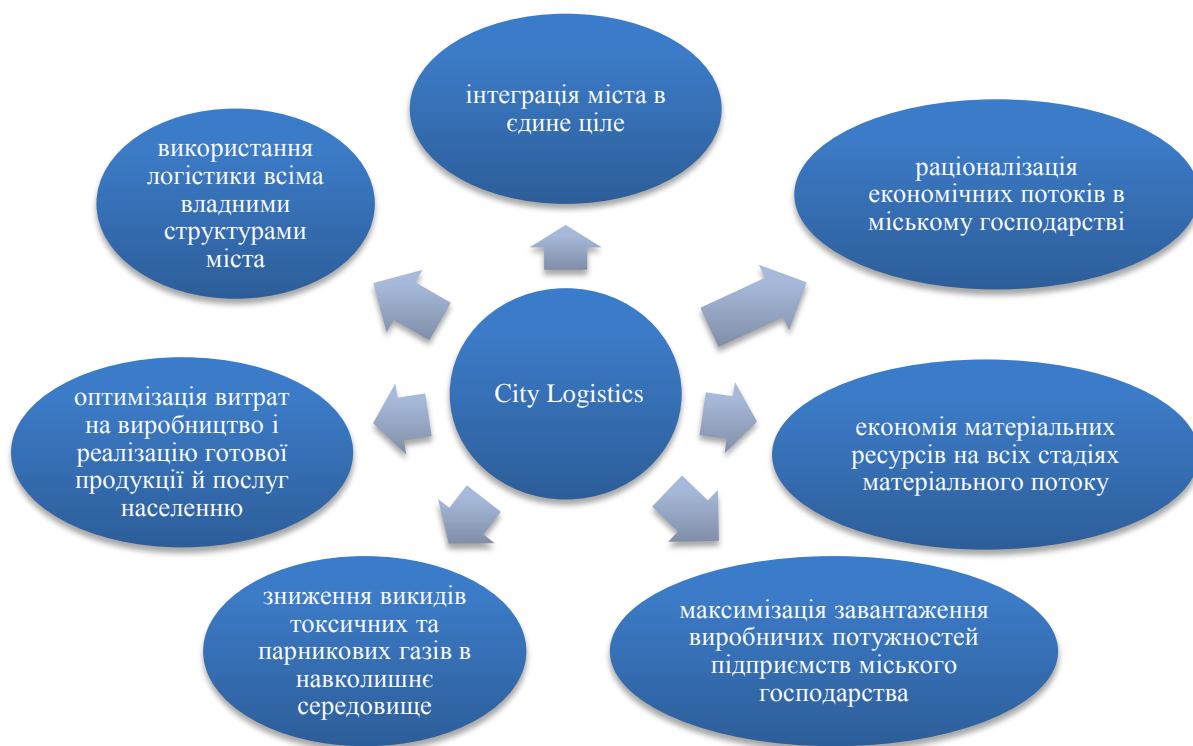 інтеграція міста в
єдине ціле
раціоналізація
економічних потоків в
міському господарстві
економія матеріальних
ресурсів на всіх стадіях
матеріального потоку
максимізація завантаження
виробничих потужностей
підприємств міського
господарства
зниження викидів
токсичних та
парникових газів в
навколишнє
середовище
оптимізація витрат
на виробництво і
реалізацію готової
продукції й послуг
населенню
використання
логістики всіма
владними
структурами
міста
City Logistics